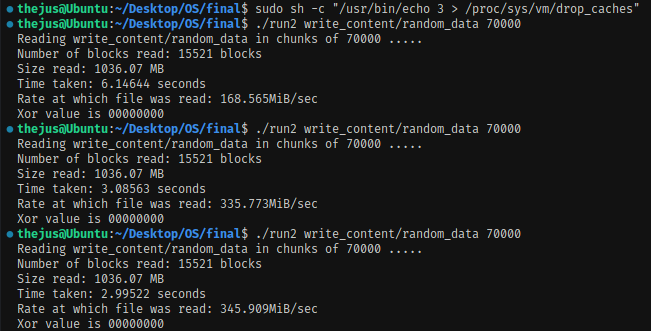 thejus@Ubuntu:~/Desktop/OS/final$ sudo sh -c "/usr/bin/echo 3 > /proc/sys/vm/drop_caches"
thejus@Ubuntu:~/Desktop/OS/final$ ./run2 write_content/random_data 70000
Reading write_content/random_data in chunks of 70000 .....
Number of blocks read: 15521 blocks
Size read: 1036.07 MB
Time taken: 6.14644 seconds
Rate at which file was read: 168.565MiB/sec
Xor value is 00000000
thejus@Ubuntu:~/Desktop/OS/final$ ./run2 write_content/random_data 70000
Reading write_content/random_data in chunks of 70000 .....
Number of blocks read: 15521 blocks
Size read: 1036.07 MB
Time taken: 3.08563 seconds
Rate at which file was read: 335.773MiB/sec
Xor value is 00000000
thejus@Ubuntu:~/Desktop/OS/final$ ./run2 write_content/random_data 70000
Reading write_content/random_data in chunks of 70000 .....
Number of blocks read: 15521 blocks
Size read: 1036.07 MB
Time taken: 2.99522 seconds
Rate at which file was read: 345.909MiB/sec
Xor value is 00000000